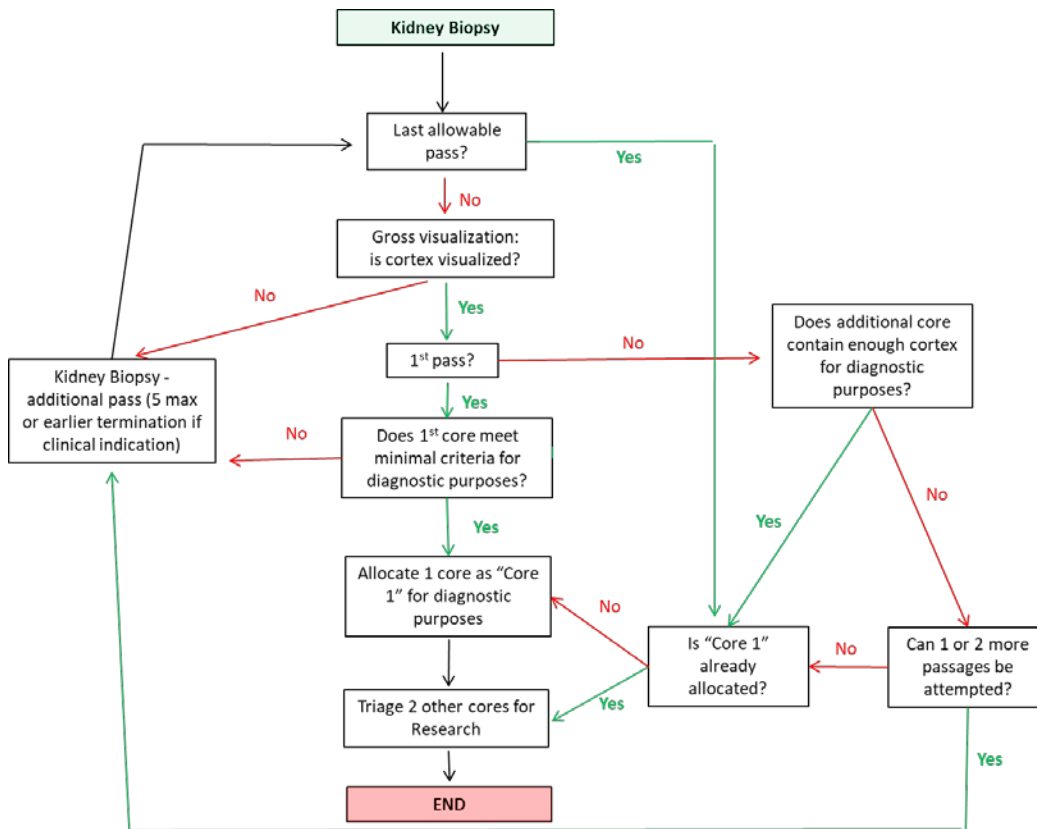 Kidney Biopsy
Last allowable
pass?
Yes
No
Gross visualization:
is cortex visualized?
No
Yes
Does additional core
contain enough cortex
for diagnostic
purposes?
1st pass?
No
Kidney Biopsy -
additional pass (5 max
or earlier termination if
clinical indication)
Yes
No
Does 1st core meet
minimal criteria for
diagnostic purposes?
Yes
No
Yes
Allocate 1 core as “Core
1” for diagnostic
purposes
No
Is “Core 1”
already
allocated?
No
Can 1 or 2 more
passages be
attempted?
Yes
Triage 2 other cores for
Research
Yes
END